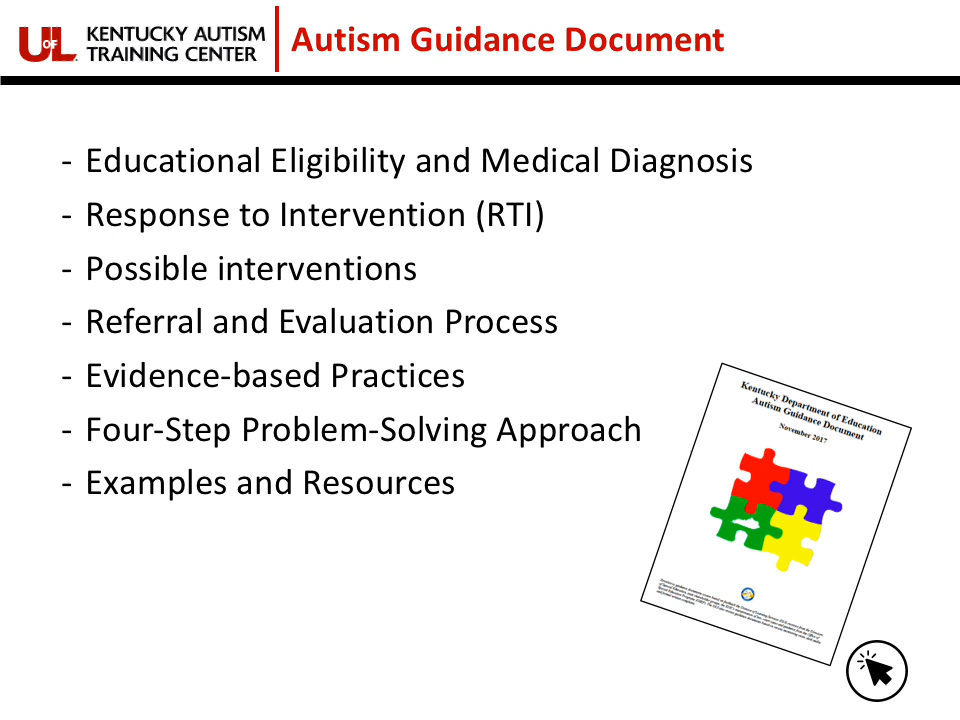 UofL
KENTUCKY AUTISM
TRAINING CENTER
Autism Guidance Document
- Educational Eligibility and Medical Diagnosis
- Response to Intervention (RTI)
- Possible interventions
- Referral and Evaluation Process
- Evidence-based Practices
- Four-Step Problem-Solving Approach
- Examples and Resources
Kentucky Department of Education
Autism Guidance Document
November 2017